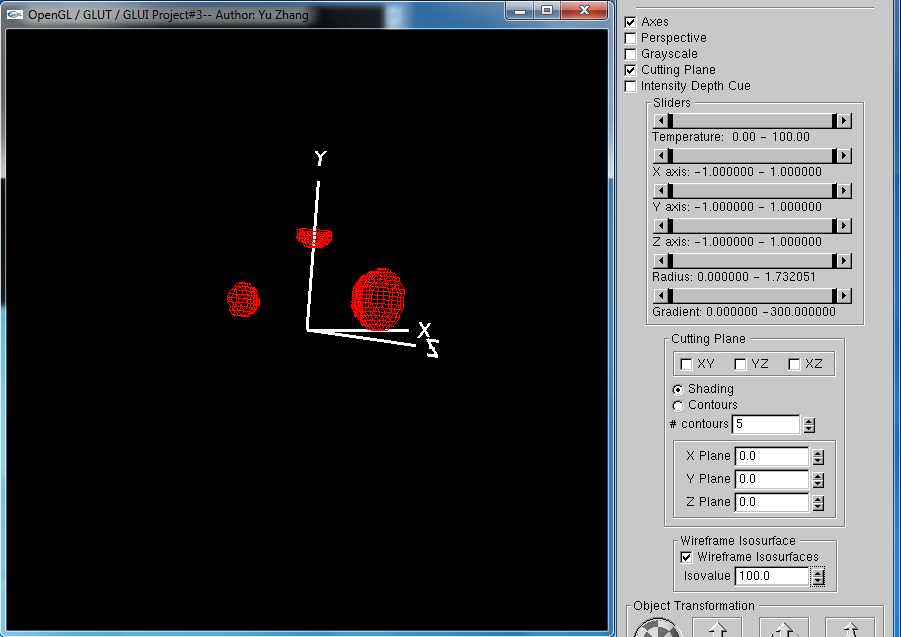 OpenGL / GLUT / GLUI Project#3-- Author: Yu Zhang
Y
X
Axes
Perspective
Grayscale
Cutting Plane
Intensity Depth Cue
Sliders
Temperature: 0.00 - 100.00
X axis: -1.000000 - 1.000000
Y axis: -1.000000 - 1.000000
Z axis: -1.000000 - 1.000000
Radius: 0.000000 - 1.732051
Gradient: 0.000000 -300.000000
Cutting Plane
XY YZ XZ
Shading
Contours
# contours 5
X Plane 0.0
Y Plane 0.0
Z Plane 0.0
Wireframe Isosurface
Wireframe Isosurfaces
Isovalue 100.0
Object Transformation